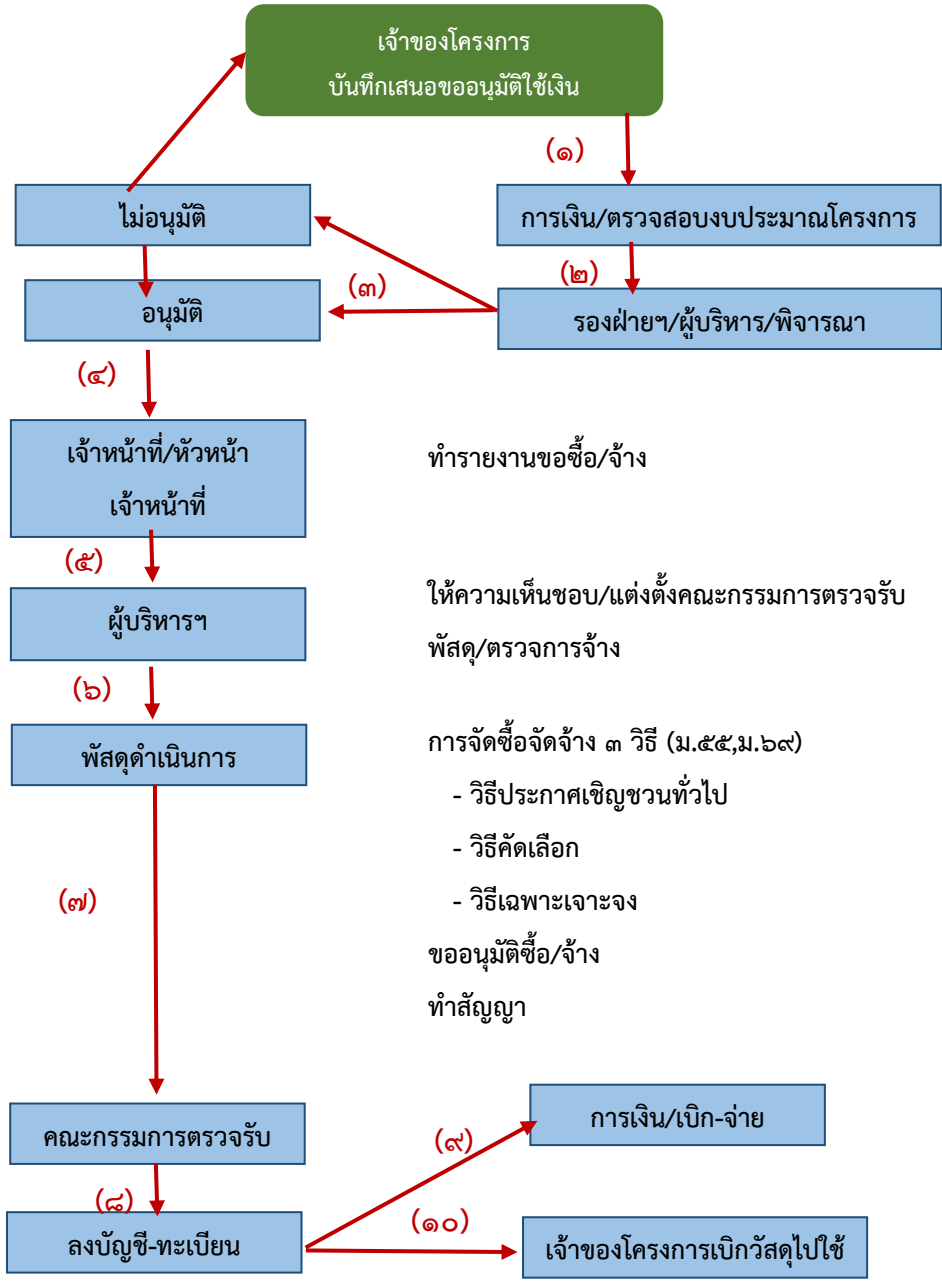 เจ้าของโครงการ
บันทึกเสนอขออนุมัติใช้เงิน
(๑)
ไม่อนุมัติ
การเงิน/ตรวจสอบงบประมาณโครงการ
(๒)
(๓)
อนุมัติ
รองฝ่ายฯ/ผู้บริหาร/พิจารณา
(๔)
เจ้าหน้าที่/หัวหน้า
เจ้าหน้าที่
ทำรายงานขอซื้อ/จ้าง
(๕)
ผู้บริหารฯ
ให้ความเห็นชอบ/แต่งตั้งคณะกรรมการตรวจรับ
พัสดุ/ตรวจการจ้าง
(๖)
พัสดุดำเนินการ
การจัดซื้อจัดจ้าง ๓ วิธี (ม.๕๕,ม.๖๙)
- วิธีประกาศเชิญชวนทั่วไป
- วิธีคัดเลือก
- วิธีเฉพาะเจาะจง
(๗)
ขออนุมัติซื้อ/จ้าง
ทำสัญญา
คณะกรรมการตรวจรับ
(๘)
ลงบัญชี-ทะเบียน
(๙)
การเงิน/เบิก-จ่าย
(๑๐)
เจ้าของโครงการเบิกวัสดุไปใช้